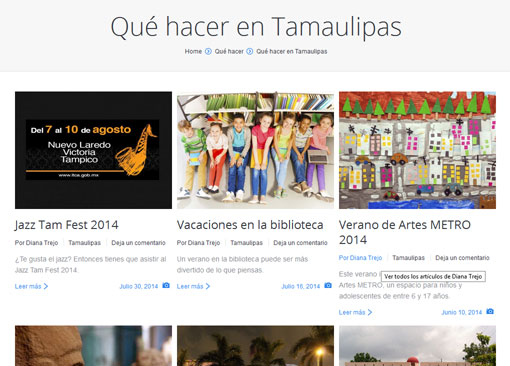 Qué hacer en Tamaulipas
Home Qué hacer Qué hacer en Tamaulipas
Del 7 al 10 de agosto
Nuevo Laredo
Victoria
Tampico
www.itca.gob.mx
Jazz Tam Fest 2014
Por Diana Trejo Tamaulipas Deja un comentario
¿Te gusta el jazz? Entonces tienes que asistir al
Jazz Tam Fest 2014.
Leer más Julio 30, 2014
Vacaciones en la biblioteca
Por Diana Trejo Tamaulipas Deja un comentario
Un verano en la biblioteca puede ser más
divertido de lo que piensas.
Leer más Julio 16, 2014
Verano de Artes METRO
2014
Por Diana Trejo Tamaulipas Deja un comentario
Este verano
Ver todos los artículos de Diana Trejo
Artes METRO, un espacio para niños y
adolescentes de entre 6 y 17 años.
Leer más Junio 10, 2014